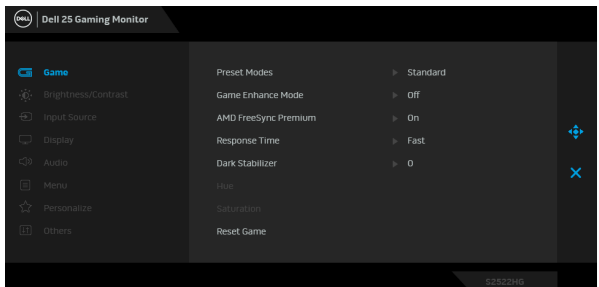 DELL Dell 25 Gaming Monitor
Game
Brightness/Contrast
Input Source
Display
Audio
Menu
Personalize
Others
Preset Modes Standard
Game Enhance Mode Off
AMD FreeSync Premium On
Response Time Fast
Dark Stabilizer 0
Hue
Saturation
Reset Game
S2522HG